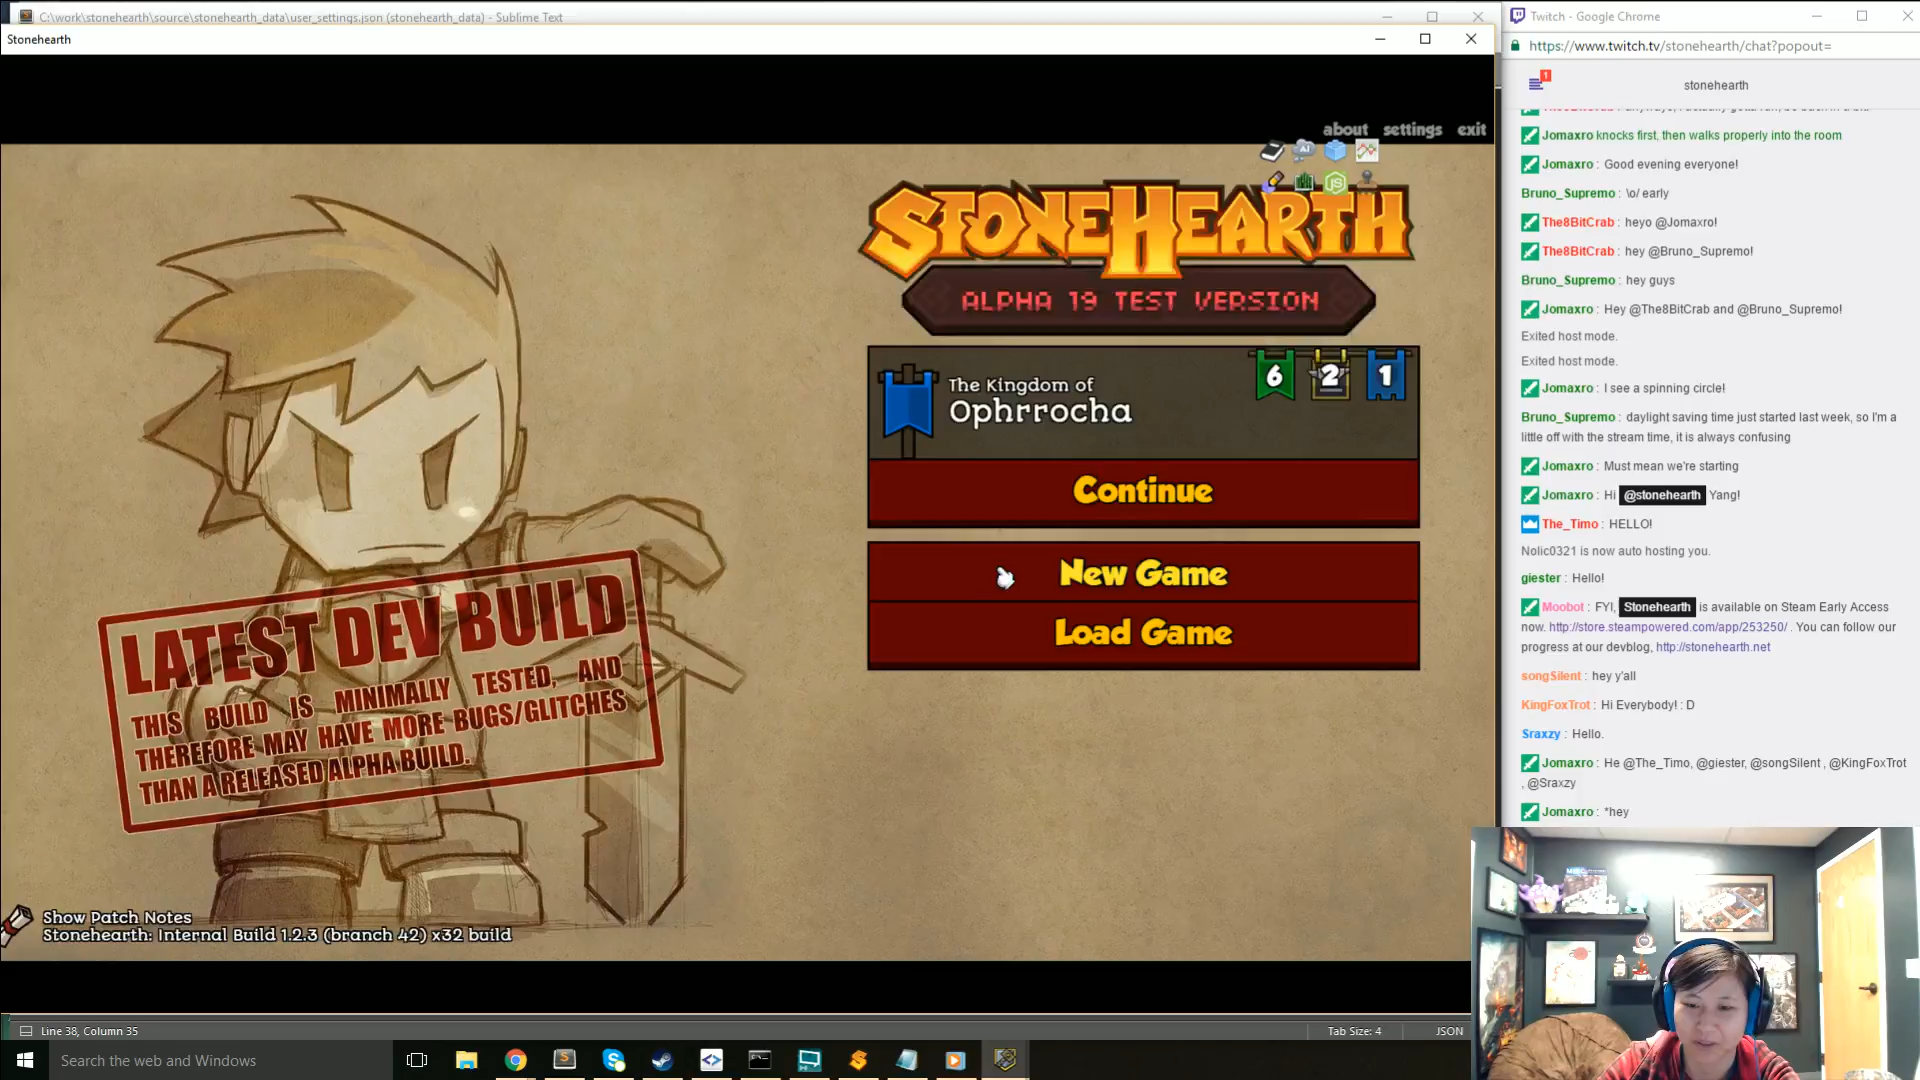 C:\work\stonehearth\source\stonehearth_data\user_settings.json (stonehearth_data) - Sublime Text
Stonehearth
about settings exit
STONEHEARTH
ALPHA 19 TEST VERSION
The Kingdom of
Ophrrocha
6 2 1
Continue
New Game
Load Game
LATEST DEV BUILD
THIS BUILD IS MINIMALLY TESTED, AND
THEREFORE MAY HAVE MORE BUGS/GLITCHES
THAN A RELEASED ALPHA BUILD.
Show Patch Notes
Stonehearth: Internal Build 1.2.3 (branch 42) x32 build
Line 38, Column 35
Tab Size: 4
JSON
Search the web and Windows
Twitch - Google Chrome
https://www.twitch.tv/stonehearth/chat?popout=
1
stonehearth
Jomaxro knocks first, then walks properly into the room
Jomaxro : Good evening everyone!
Bruno_Supremo : \o/ early
The8BitCrab : heyo @Jomaxro!
The8BitCrab : hey @Bruno_Supremo!
Bruno_Supremo : hey guys
Jomaxro : Hey @The8BitCrab and @Bruno_Supremo!
Exited host mode.
Exited host mode.
Jomaxro : I see a spinning circle!
Bruno_Supremo : daylight saving time just started last week, so I'm a
little off with the stream time, it is always confusing
Jomaxro : Must mean we're starting
Jomaxro : Hi @stonehearth Yang!
The_Timo : HELLO!
Nolic0321 is now auto hosting you.
giester : Hello!
Moobot : FYI, Stonehearth is available on Steam Early Access
now. http://store.steampowered.com/app/253250/ . You can follow our
progress at our devblog, http://stonehearth.net
songSilent : hey y'all
KingFoxTrot : Hi Everybody! : D
Sraxzy : Hello.
Jomaxro : He @The_Timo, @giester, @songSilent , @KingFoxTrot
, @Sraxzy
Jomaxro : *hey